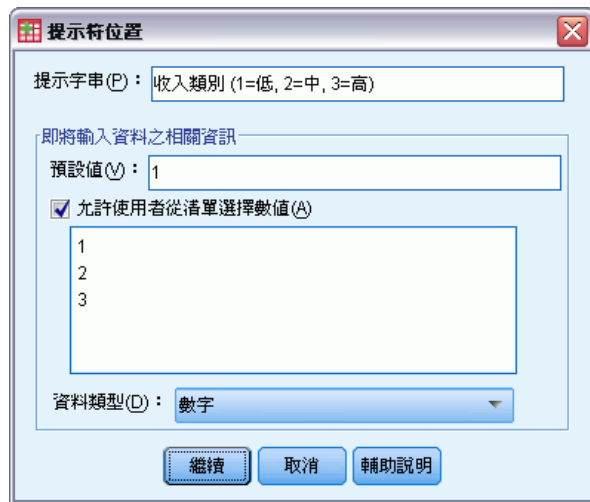 提示符位置
提示字串(P)： 收入類別 (1=低, 2=中, 3=高)
即將輸入資料之相關資訊
預設值(V)： 1
允許使用者從清單選擇數值(A)
1
2
3
資料類型(D)： 數字
繼續 取消 輔助說明